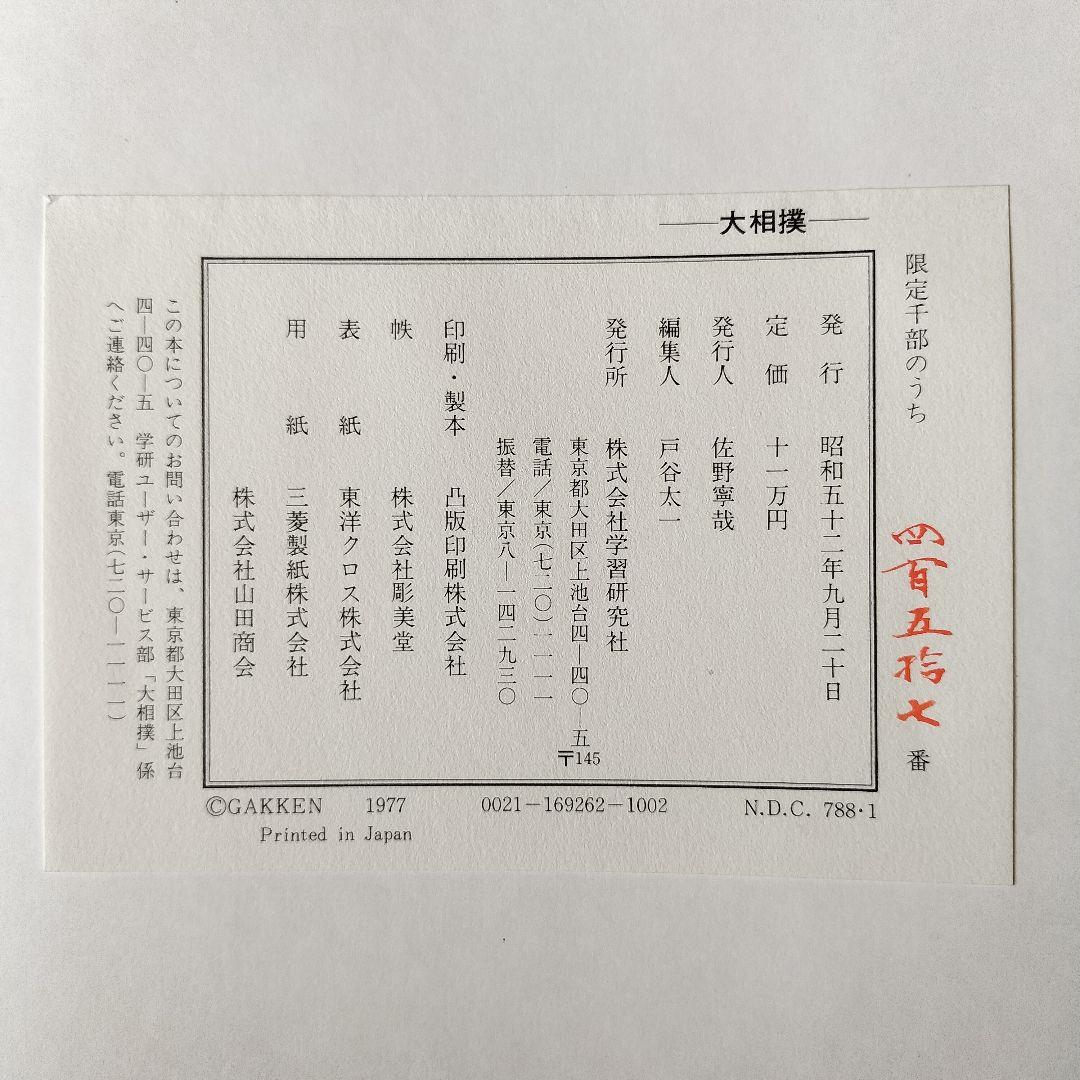 大相撲
限定千部のうち 四百五拾七 番
発行 昭和五十二年九月二十日
定価 十一万円
発行人 佐野寧哉
編集人 戸谷太一
発行所 株式会社学習研究社
東京都大田区上池台四―四〇 五
〒145
電話/東京(七二〇)一一一一
振替/東京八―一四二九三〇
印刷・製本 凸版印刷株式会社
帙 株式会社彫美堂
表紙 東洋クロス株式会社
用紙 三菱製紙株式会社
株式会社山田商会
この本についてのお問い合わせは、東京都大田区上池台
四―四〇―五 学研ユーザー・サービス部「大相撲」係
へご連絡ください。電話東京(七二〇―一一一一)
©GAKKEN 1977 0021-169262-1002 N.D.C. 788・1
Printed in Japan